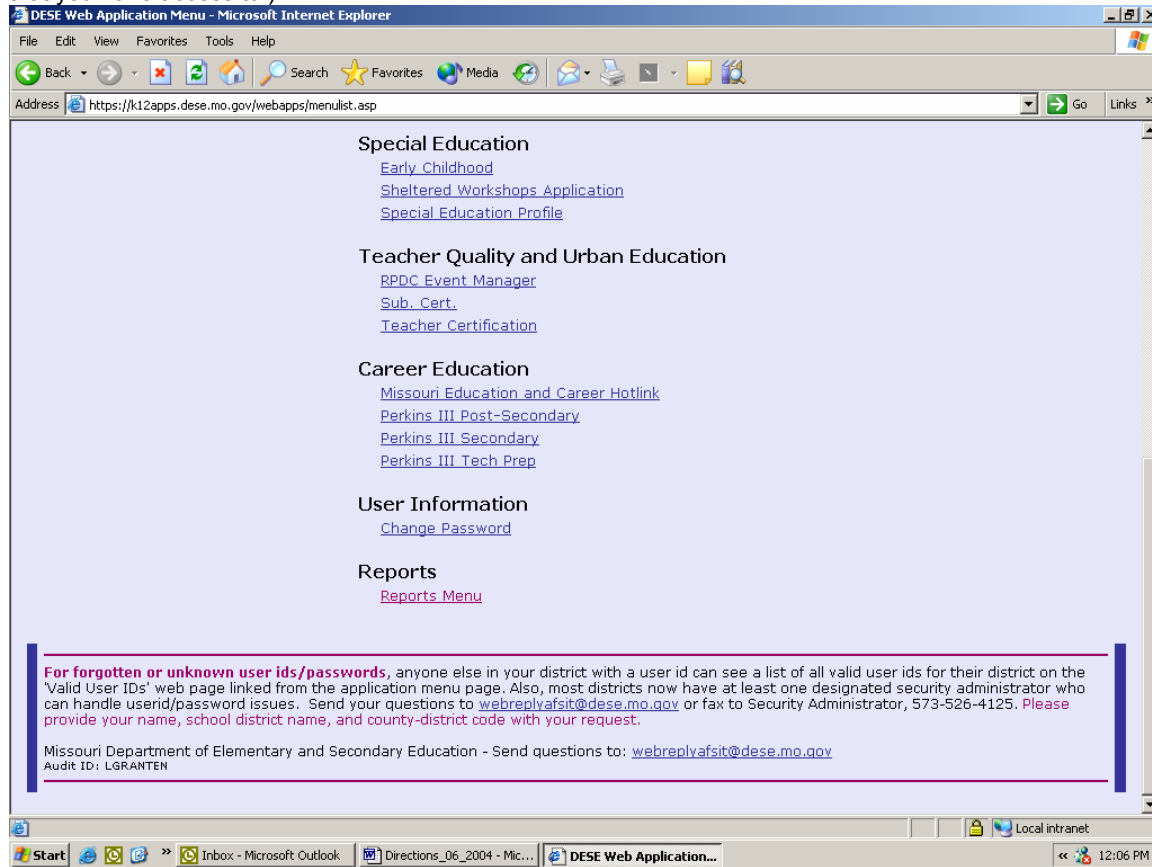 DESE Web Application Menu - Microsoft Internet Explorer
File Edit View Favorites Tools Help
Back Search Favorites Media
Address https://k12apps.dese.mo.gov/webapps/menulist.asp Go Links »
Special Education
Early Childhood
Sheltered Workshops Application
Special Education Profile
Teacher Quality and Urban Education
RPDC Event Manager
Sub. Cert.
Teacher Certification
Career Education
Missouri Education and Career Hotlink
Perkins III Post-Secondary
Perkins III Secondary
Perkins III Tech Prep
User Information
Change Password
Reports
Reports Menu
For forgotten or unknown user ids/passwords, anyone else in your district with a user id can see a list of all valid user ids for their district on the
'Valid User IDs' web page linked from the application menu page. Also, most districts now have at least one designated security administrator who
can handle userid/password issues. Send your questions to webreplyafsit@dese.mo.gov or fax to Security Administrator, 573-526-4125. Please
provide your name, school district name, and county-district code with your request.
Missouri Department of Elementary and Secondary Education - Send questions to: webreplyafsit@dese.mo.gov
Audit ID: LGRANTEN
Local intranet
Start » Inbox - Microsoft Outlook Directions_06_2004 - Mic... DESE Web Application... « 12:06 PM